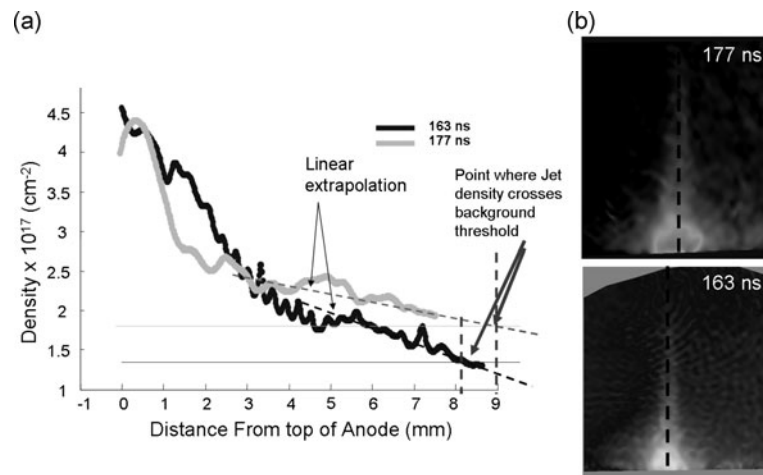 (a)
(b)
163 ns
177 ns
Linear
extrapolation
Point where Jet
density crosses
background
threshold
Density x 10¹⁷ (cm⁻²)
4.5
4
3.5
3
2.5
2
1.5
1
-1 0 1 2 3 4 5 6 7 8 9
Distance From top of Anode (mm)
177 ns
163 ns